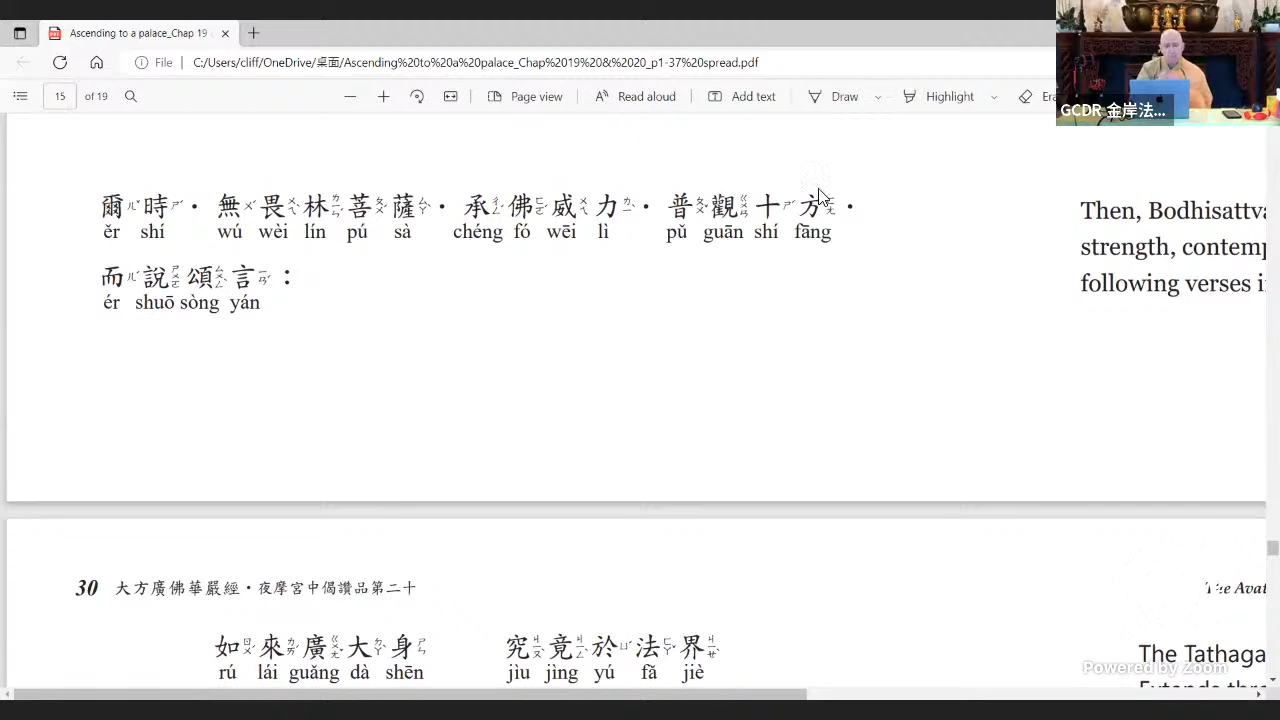 Ascending to a palace_Chap 19
File
C:/Users/cliff/OneDrive/桌面/Ascending%20to%20a%20palace_Chap%2019%20&%2020_p1-37%20spread.pdf
15 of 19
Page view
Read aloud
Add text
Draw
Highlight
Era
GCDR 金岸法...
爾時・無畏林菩薩・承佛威力・普觀十方・
ěr shí wú wèi lín pú sà chéng fó wēi lì pǔ guān shí fāng
而說頌言：
ér shuō sòng yán
Then, Bodhisattva
strength, contemp
following verses i
30 大方廣佛華嚴經・夜摩宮中偈讚品第二十
The Avat
如來廣大身 究竟於法界
rú lái guǎng dà shēn jiù jìng yú fǎ jiè
The Tathaga
Powered by Zoom